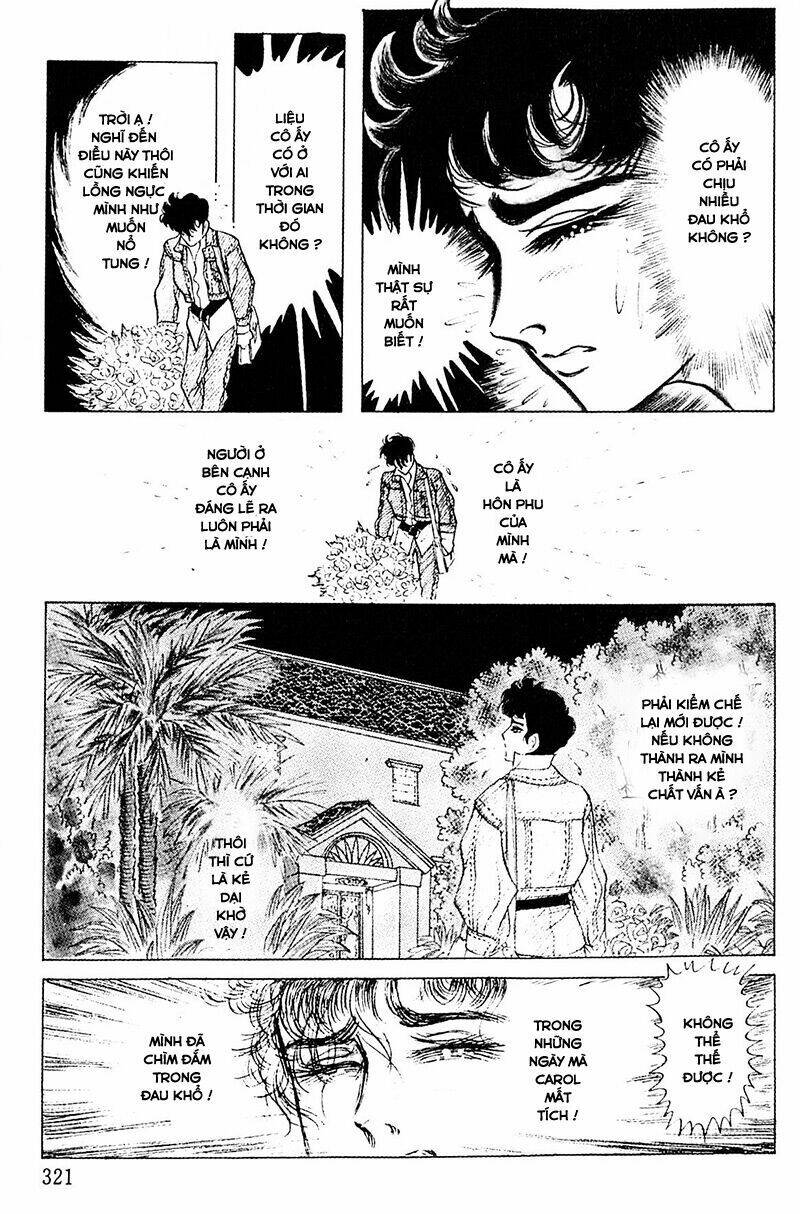 CÔ ẤY
CÓ PHẢI
CHỊU
NHIỀU
ĐAU KHỔ
KHÔNG ?
MÌNH
THẬT SỰ
RẤT
MUỐN
BIẾT !
LIỆU
CÔ ẤY
CÓ Ở
VỚI AI
TRONG
THỜI GIAN
ĐÓ
KHÔNG ?
TRỜI Ạ !
NGHĨ ĐẾN
ĐIỀU NÀY THÔI
CŨNG KHIẾN
LỒNG NGỰC
MÌNH NHƯ
MUỐN
NỔ
TUNG !
CÔ ẤY
LÀ
HÔN PHU
CỦA
MÌNH
MÀ !
NGƯỜI Ở
BÊN CẠNH
CÔ ẤY
ĐÁNG LẼ RA
LUÔN PHẢI
LÀ MÌNH !
PHẢI KIỂM CHẾ
LẠI MỚI ĐƯỢC !
NẾU KHÔNG
THÀNH RA MÌNH
THÀNH KẺ
CHẤT VẤN À ?
THÔI
THÌ CỨ
LÀ KẺ
DẠI
KHỜ
VẬY !
KHÔNG
THỂ
THẾ
ĐƯỢC !
TRONG
NHỮNG
NGÀY MÀ
CAROL
MẤT
TÍCH !
MÌNH ĐÃ
CHÌM ĐẮM
TRONG
ĐAU KHỔ !
321